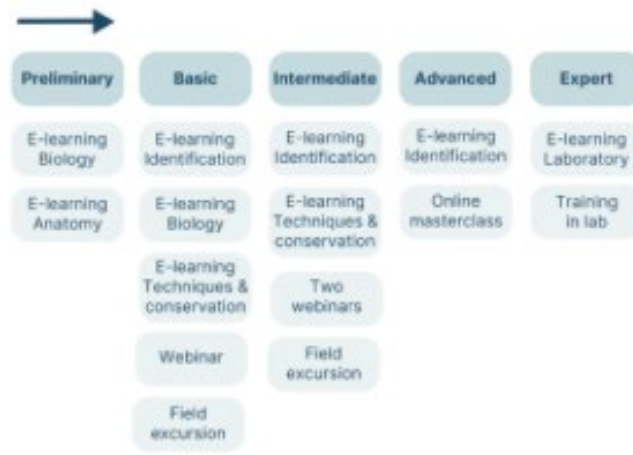 Preliminary
Basic
Intermediate
Advanced
Expert
E-learning
Biology
E-learning
Anatomy
E-learning
Identification
E-learning
Biology
E-learning
Techniques &
conservation
Webinar
Field
excursion
E-learning
Identification
E-learning
Techniques &
conservation
Two
webinars
Field
excursion
E-learning
Identification
Online
masterclass
E-learning
Laboratory
Training
in lab